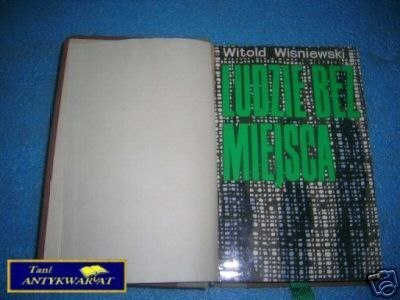 Witold Wiśniewski
LUDZIE BEZ
MIEJSCA
Tani
ANTYKWARYAT